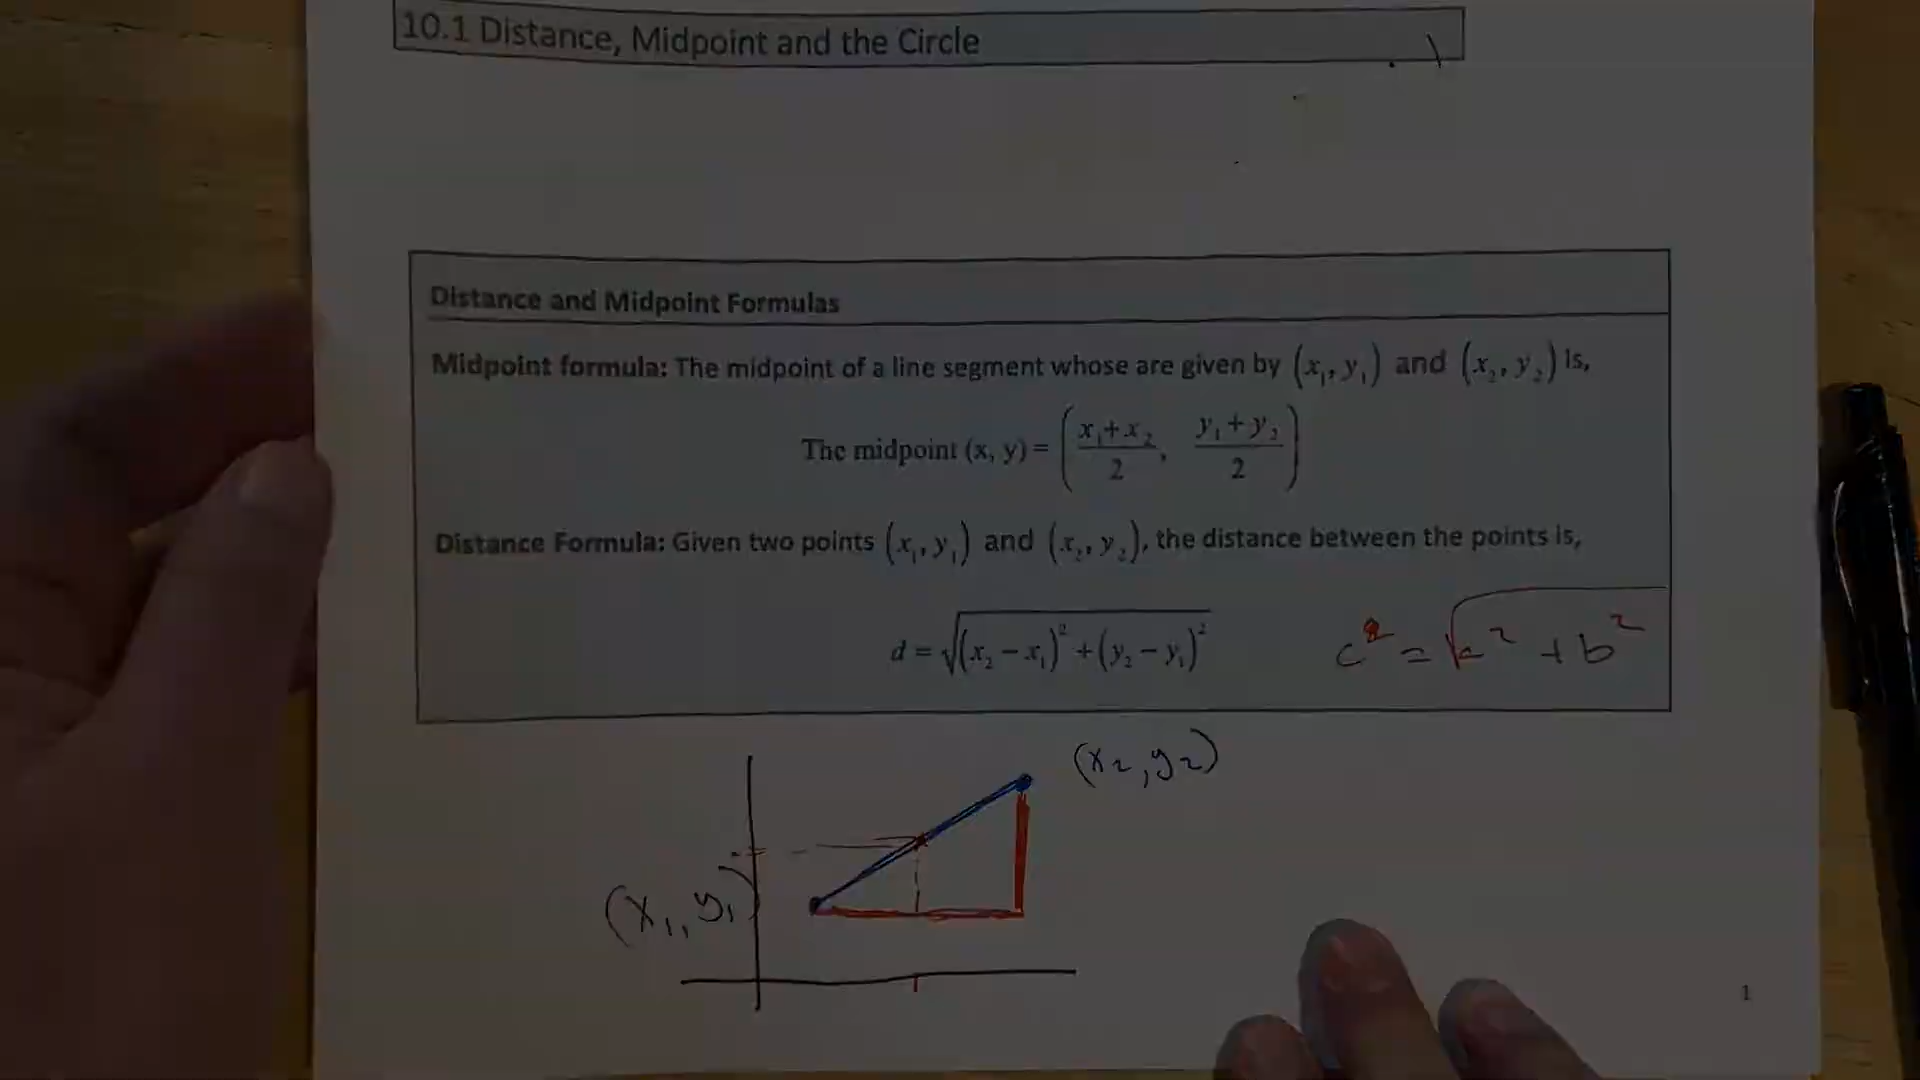 10.1 Distance, Midpoint and the Circle
Distance and Midpoint Formulas
Midpoint formula: The midpoint of a line segment whose are given by (x₁, y₁) and (x₂, y₂) is,
The midpoint (x, y) = ( x₁+x₂ / 2 , y₁+y₂ / 2 )
Distance Formula: Given two points (x₁, y₁) and (x₂, y₂), the distance between the points is,
d = √(x₂ − x₁)² + (y₂ − y₁)²
c² = √a² + b²
(x₂, y₂)
(x₁, y₁)
1